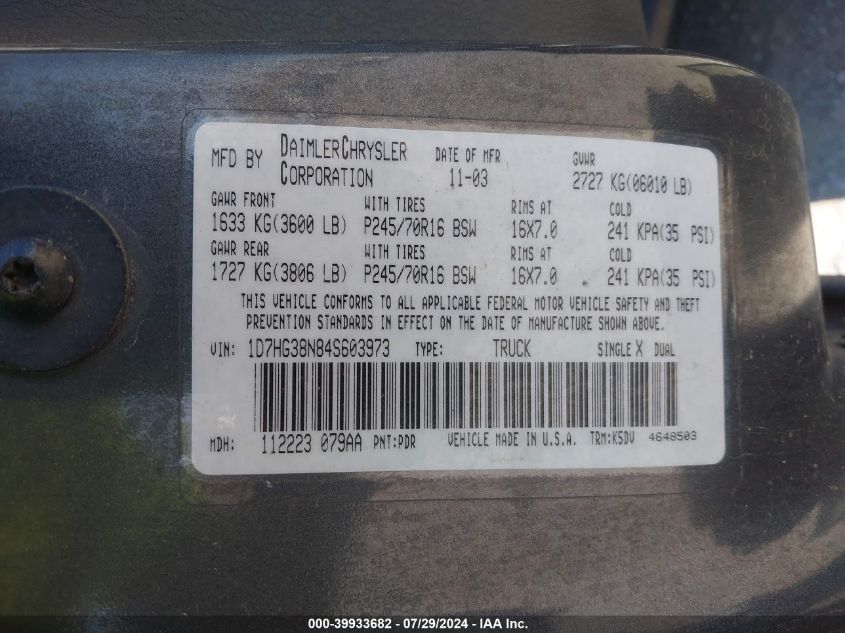 MFD BY DAIMLERCHRYSLER CORPORATION DATE OF MFR 11-03 GVWR 2727 KG(06010 LB)
GAWR FRONT WITH TIRES RIMS AT COLD
1633 KG(3600 LB) P245/70R16 BSW 16X7.0 241 KPA(35 PSI)
GAWR REAR WITH TIRES RIMS AT COLD
1727 KG(3806 LB) P245/70R16 BSW 16X7.0 241 KPA(35 PSI)
THIS VEHICLE CONFORMS TO ALL APPLICABLE FEDERAL MOTOR VEHICLE SAFETY AND THEFT
PREVENTION STANDARDS IN EFFECT ON THE DATE OF MANUFACTURE SHOWN ABOVE.
VIN: 1D7HG38N84S603973 TYPE: TRUCK SINGLE X DUAL
MDH: 112223 079AA PNT:PDR VEHICLE MADE IN U.S.A. TRM:K5DV 4648503
000-39933682 - 07/29/2024 - IAA Inc.